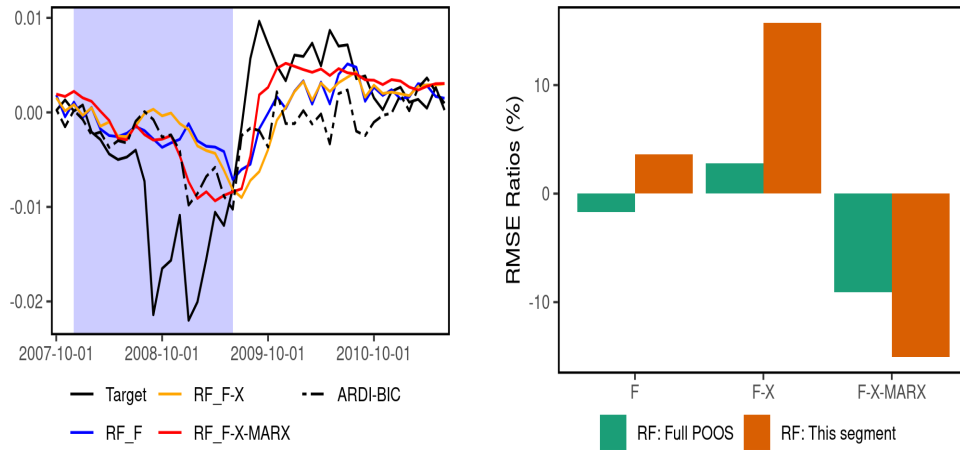 0.01
0.00
-0.01
-0.02
2007-10-01 2008-10-01 2009-10-01 2010-10-01
Target RF_F-X ARDI-BIC
RF_F RF_F-X-MARX
RMSE Ratios (%)
10
0
-10
F F-X F-X-MARX
RF: Full POOS RF: This segment